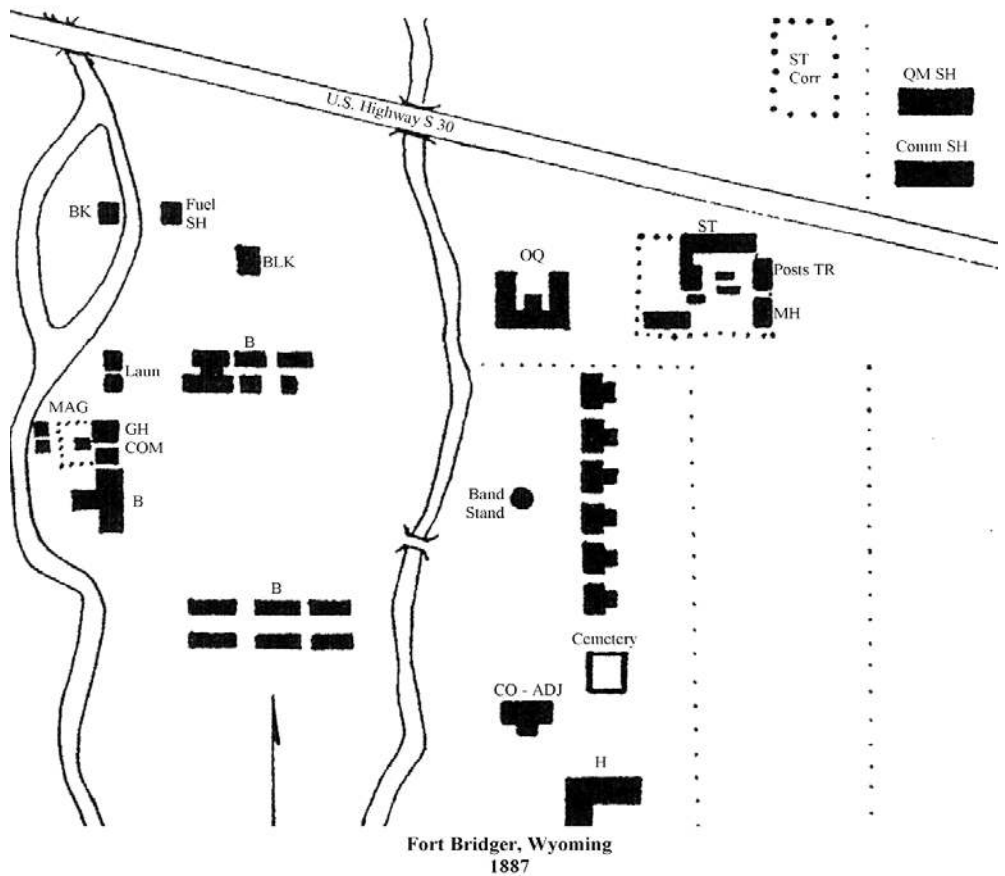 ST
Corr
QM SH
Comm SH
U.S. Highway S 30
BK
Fuel
SH
BLK
OQ
ST
Posts TR
MH
B
Laun
MAG
GH
COM
B
Band
Stand
B
Cemetery
CO - ADJ
H
Fort Bridger, Wyoming
1887